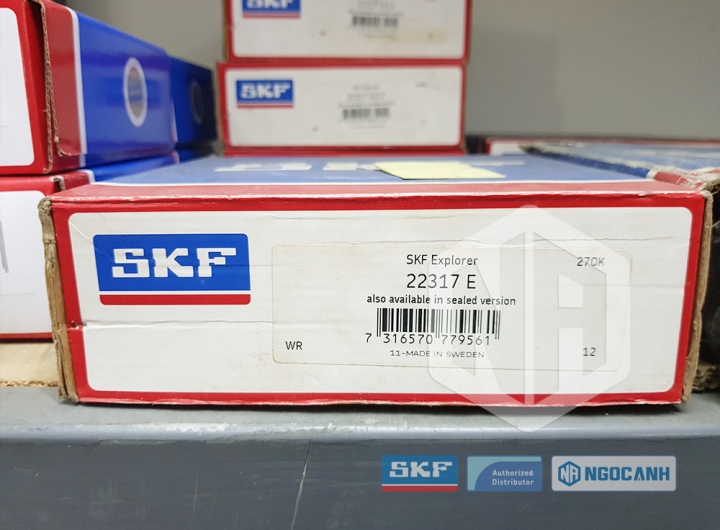 SKF
SKF
SKF
SKF Explorer
270K
22317 E
also available in sealed version
7 316570 779561
WR
11-MADE IN SWEDEN
12
SKF
Authorized
Distributor
NGOCANH